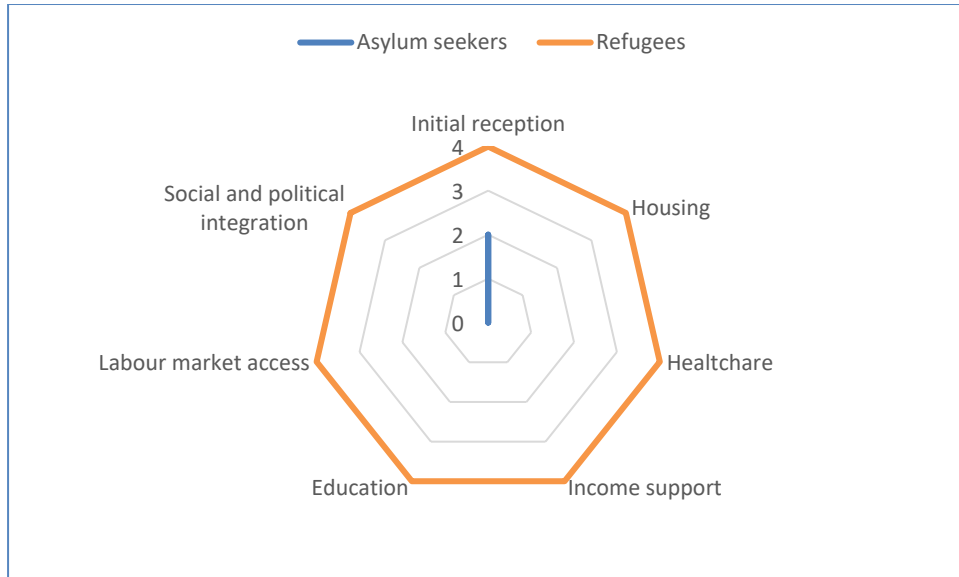 Asylum seekers
Refugees
Initial reception
4
3
2
1
0
Housing
Healtchare
Income support
Education
Labour market access
Social and political
integration